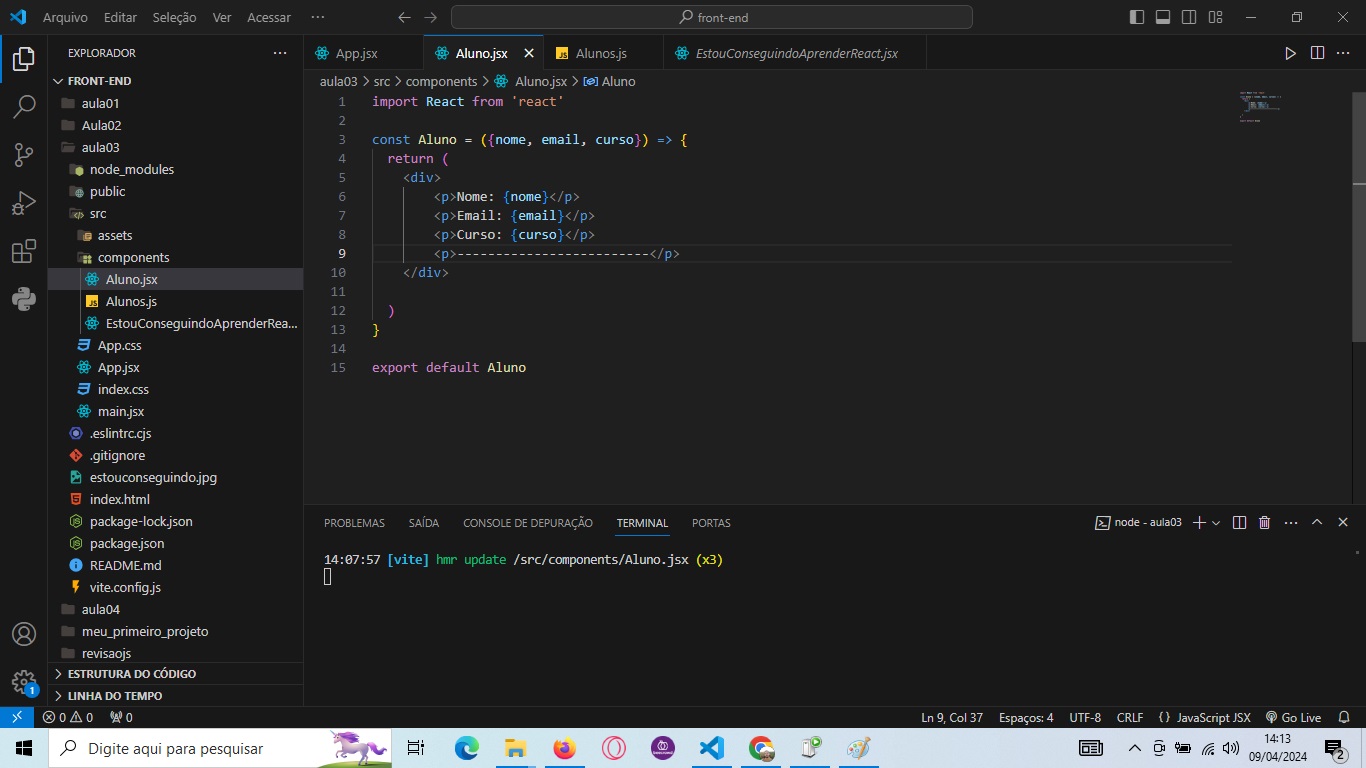 Arquivo Editar Seleção Ver Acessar ··· front-end
EXPLORADOR ···
FRONT-END
aula01
Aula02
aula03
node_modules
public
src
assets
components
Aluno.jsx
JS Alunos.js
EstouConseguindoAprenderRea...
App.css
App.jsx
index.css
main.jsx
.eslintrc.cjs
.gitignore
estouconseguindo.jpg
index.html
package-lock.json
package.json
README.md
vite.config.js
aula04
meu_primeiro_projeto
revisaojs
ESTRUTURA DO CÓDIGO
LINHA DO TEMPO
1
App.jsx Aluno.jsx JS Alunos.js EstouConseguindoAprenderReact.jsx
aula03 > src > components > Aluno.jsx > Aluno
1 import React from 'react'
2
3 const Aluno = ({nome, email, curso}) => {
4 return (
5 <div>
6 <p>Nome: {nome}</p>
7 <p>Email: {email}</p>
8 <p>Curso: {curso}</p>
9 <p>--------------------------</p>
10 </div>
11
12 )
13 }
14
15 export default Aluno
PROBLEMAS SAÍDA CONSOLE DE DEPURAÇÃO TERMINAL PORTAS node - aula03
14:07:57 [vite] hmr update /src/components/Aluno.jsx (x3)
0 0 0 Ln 9, Col 37 Espaços: 4 UTF-8 CRLF {} JavaScript JSX Go Live
Digite aqui para pesquisar
14:13
09/04/2024
2